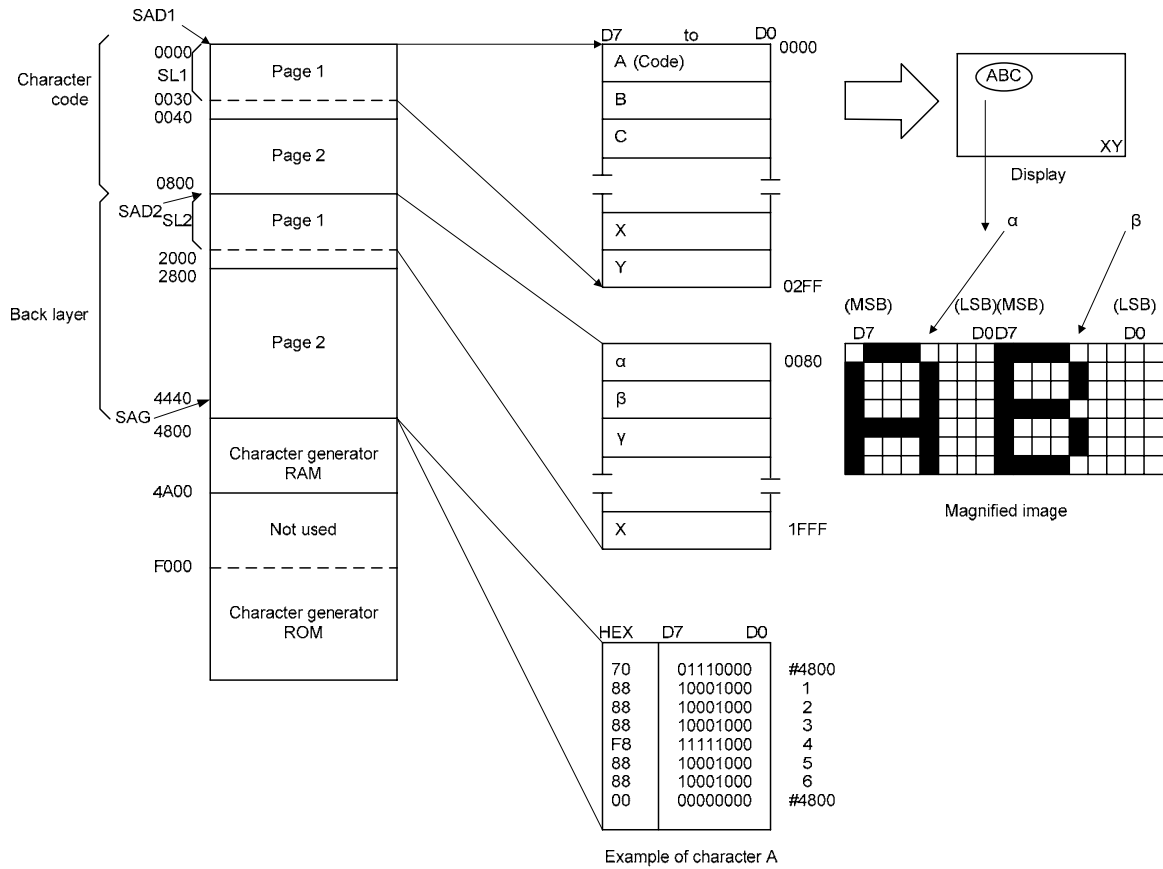 SAD1
0000
SL1
0030
0040
Character
code
Page 1
Page 2
0800
SAD2
SL2
Page 1
2000
2800
Back layer
Page 2
4440
SAG
4800
Character generator
RAM
4A00
Not used
F000
Character generator
ROM
D7 to D0
0000
A (Code)
B
C
X
Y
02FF
0080
α
β
γ
X
1FFF
HEX D7 D0
70 01110000 #4800
88 10001000 1
88 10001000 2
88 10001000 3
F8 11111000 4
88 10001000 5
88 10001000 6
00 00000000 #4800
Example of character A
ABC
XY
Display
α β
(MSB) (LSB)(MSB) (LSB)
D7 D0 D7 D0
Magnified image